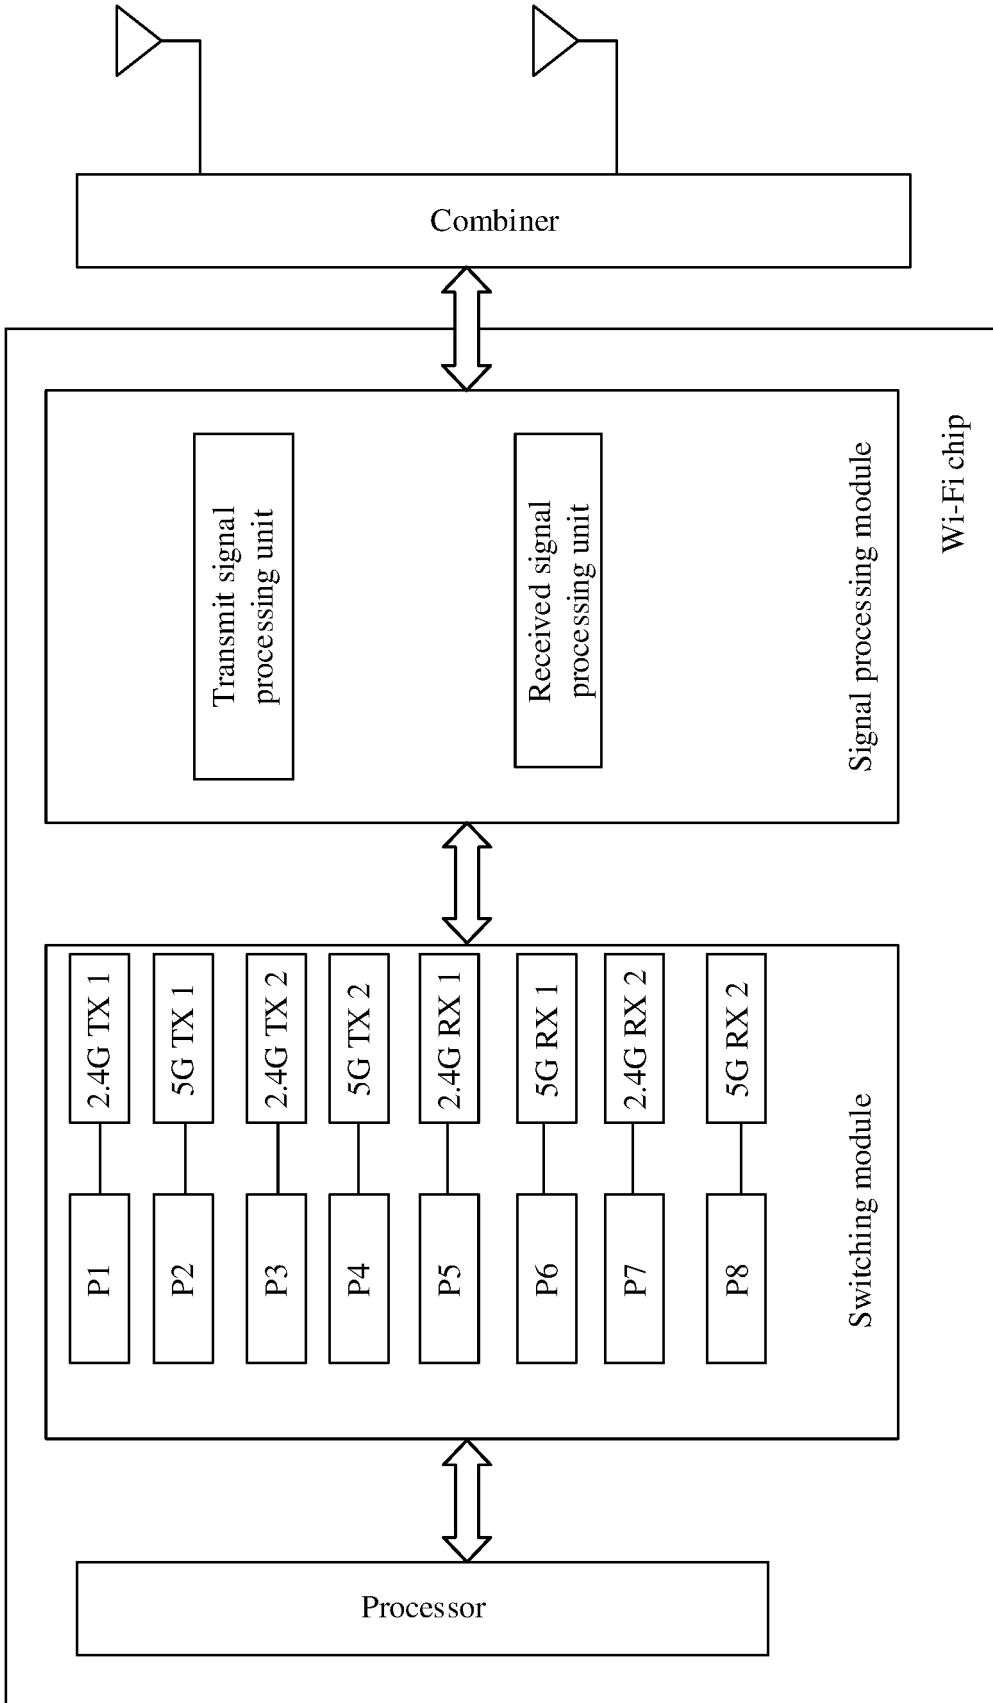 Combiner
Wi-Fi chip
Transmit signal
processing unit
Received signal
processing unit
Signal processing module
2.4G TX 1
5G TX 1
2.4G TX 2
5G TX 2
2.4G RX 1
5G RX 1
2.4G RX 2
5G RX 2
P1
P2
P3
P4
P5
P6
P7
P8
Switching module
Processor